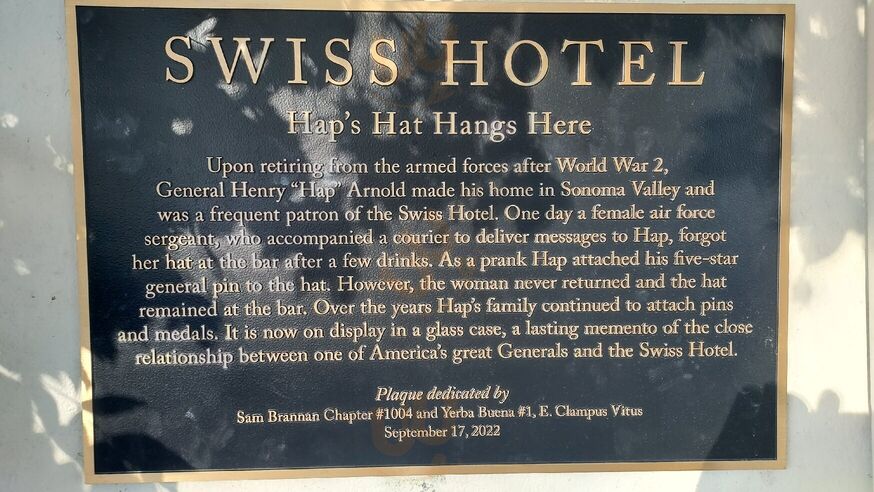 SWISS HOTEL
Hap's Hat Hangs Here
Upon retiring from the armed forces after World War 2,
General Henry "Hap" Arnold made his home in Sonoma Valley and
was a frequent patron of the Swiss Hotel. One day a female air force
sergeant, who accompanied a courier to deliver messages to Hap, forgot
her hat at the bar after a few drinks. As a prank Hap attached his five-star
general pin to the hat. However, the woman never returned and the hat
remained at the bar. Over the years Hap's family continued to attach pins
and medals. It is now on display in a glass case, a lasting memento of the close
relationship between one of America's great Generals and the Swiss Hotel.
Plaque dedicated by
Sam Brannan Chapter #1004 and Yerba Buena #1, E. Clampus Vitus
September 17, 2022